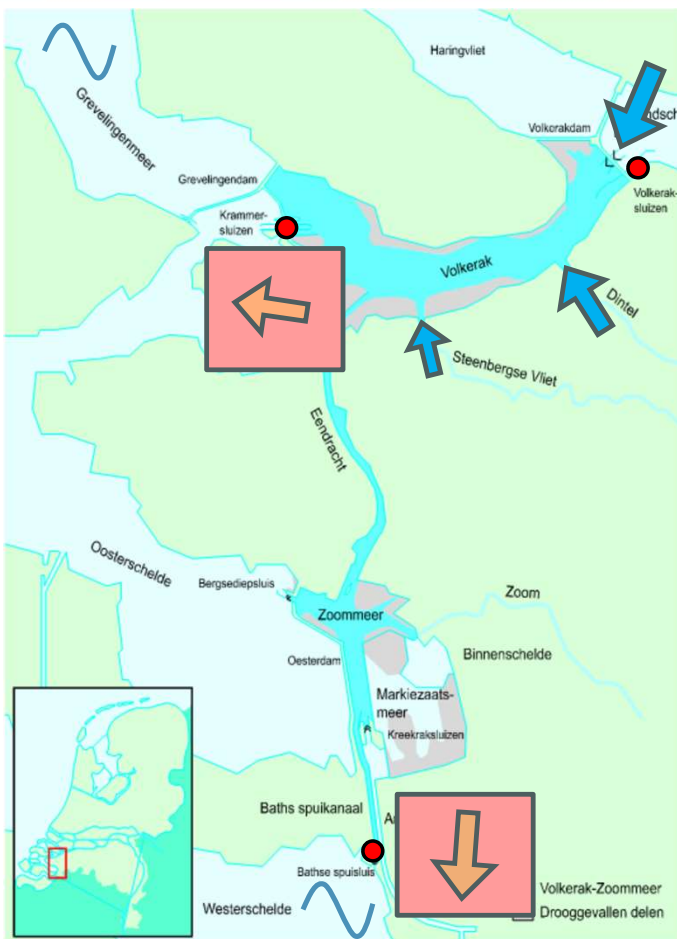 Haringvliet
Grevelingenmeer
Volkerakdam
Grevelingendam
Volkerak-
sluizen
Krammer-
sluizen
Volkerak
Dintel
Steenbergse Vliet
Eendracht
Oosterschelde
Bergsediepsluis
Zoom
Zoommeer
Binnenschelde
Oesterdam
Markiezaats-
meer
Kreekraksluizen
Baths spuikanaal
Bathse spuisluis
Volkerak-Zoommeer
Westerschelde
Drooggevallen delen